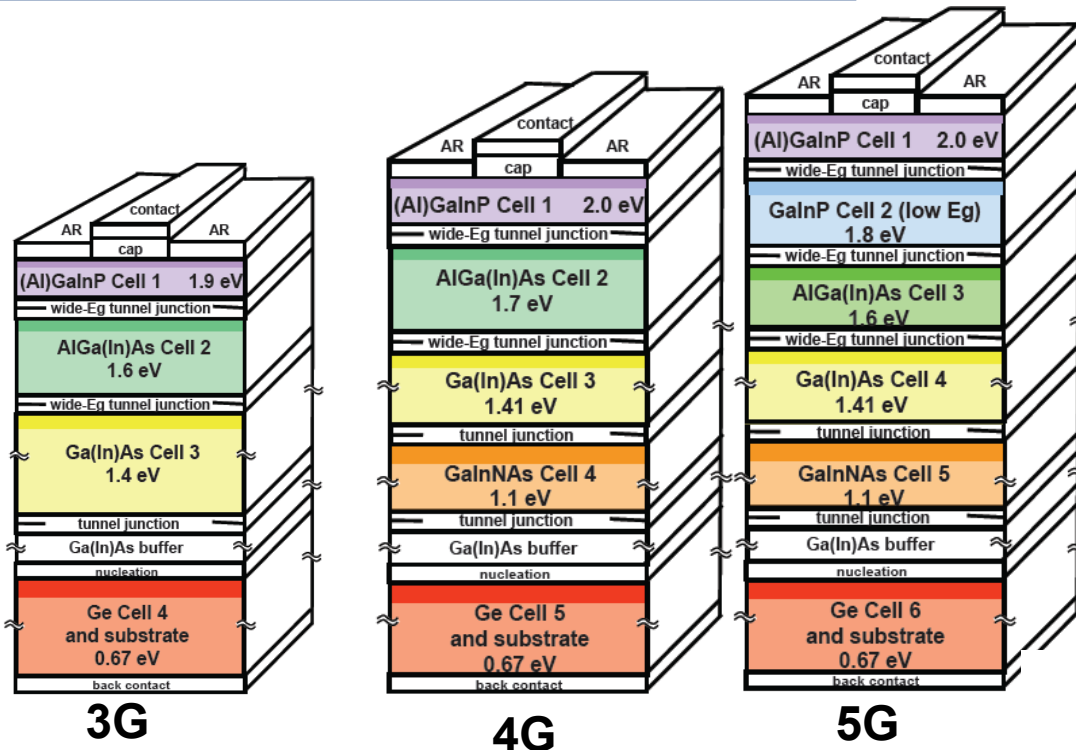 contact
AR
AR
cap
(Al)GaInP Cell 1 1.9 eV
wide-Eg tunnel junction
AlGa(In)As Cell 2
1.6 eV
wide-Eg tunnel junction
Ga(In)As Cell 3
1.4 eV
tunnel junction
Ga(In)As buffer
nucleation
Ge Cell 4
and substrate
0.67 eV
back contact
3G
contact
AR
AR
cap
(Al)GaInP Cell 1 2.0 eV
wide-Eg tunnel junction
AlGa(In)As Cell 2
1.7 eV
wide-Eg tunnel junction
Ga(In)As Cell 3
1.41 eV
tunnel junction
GaInNAs Cell 4
1.1 eV
tunnel junction
Ga(In)As buffer
nucleation
Ge Cell 5
and substrate
0.67 eV
back contact
4G
contact
AR
AR
cap
(Al)GaInP Cell 1 2.0 eV
wide-Eg tunnel junction
GaInP Cell 2 (low Eg)
1.8 eV
wide-Eg tunnel junction
AlGa(In)As Cell 3
1.6 eV
wide-Eg tunnel junction
Ga(In)As Cell 4
1.41 eV
tunnel junction
GaInNAs Cell 5
1.1 eV
tunnel junction
Ga(In)As buffer
nucleation
Ge Cell 6
and substrate
0.67 eV
back contact
5G